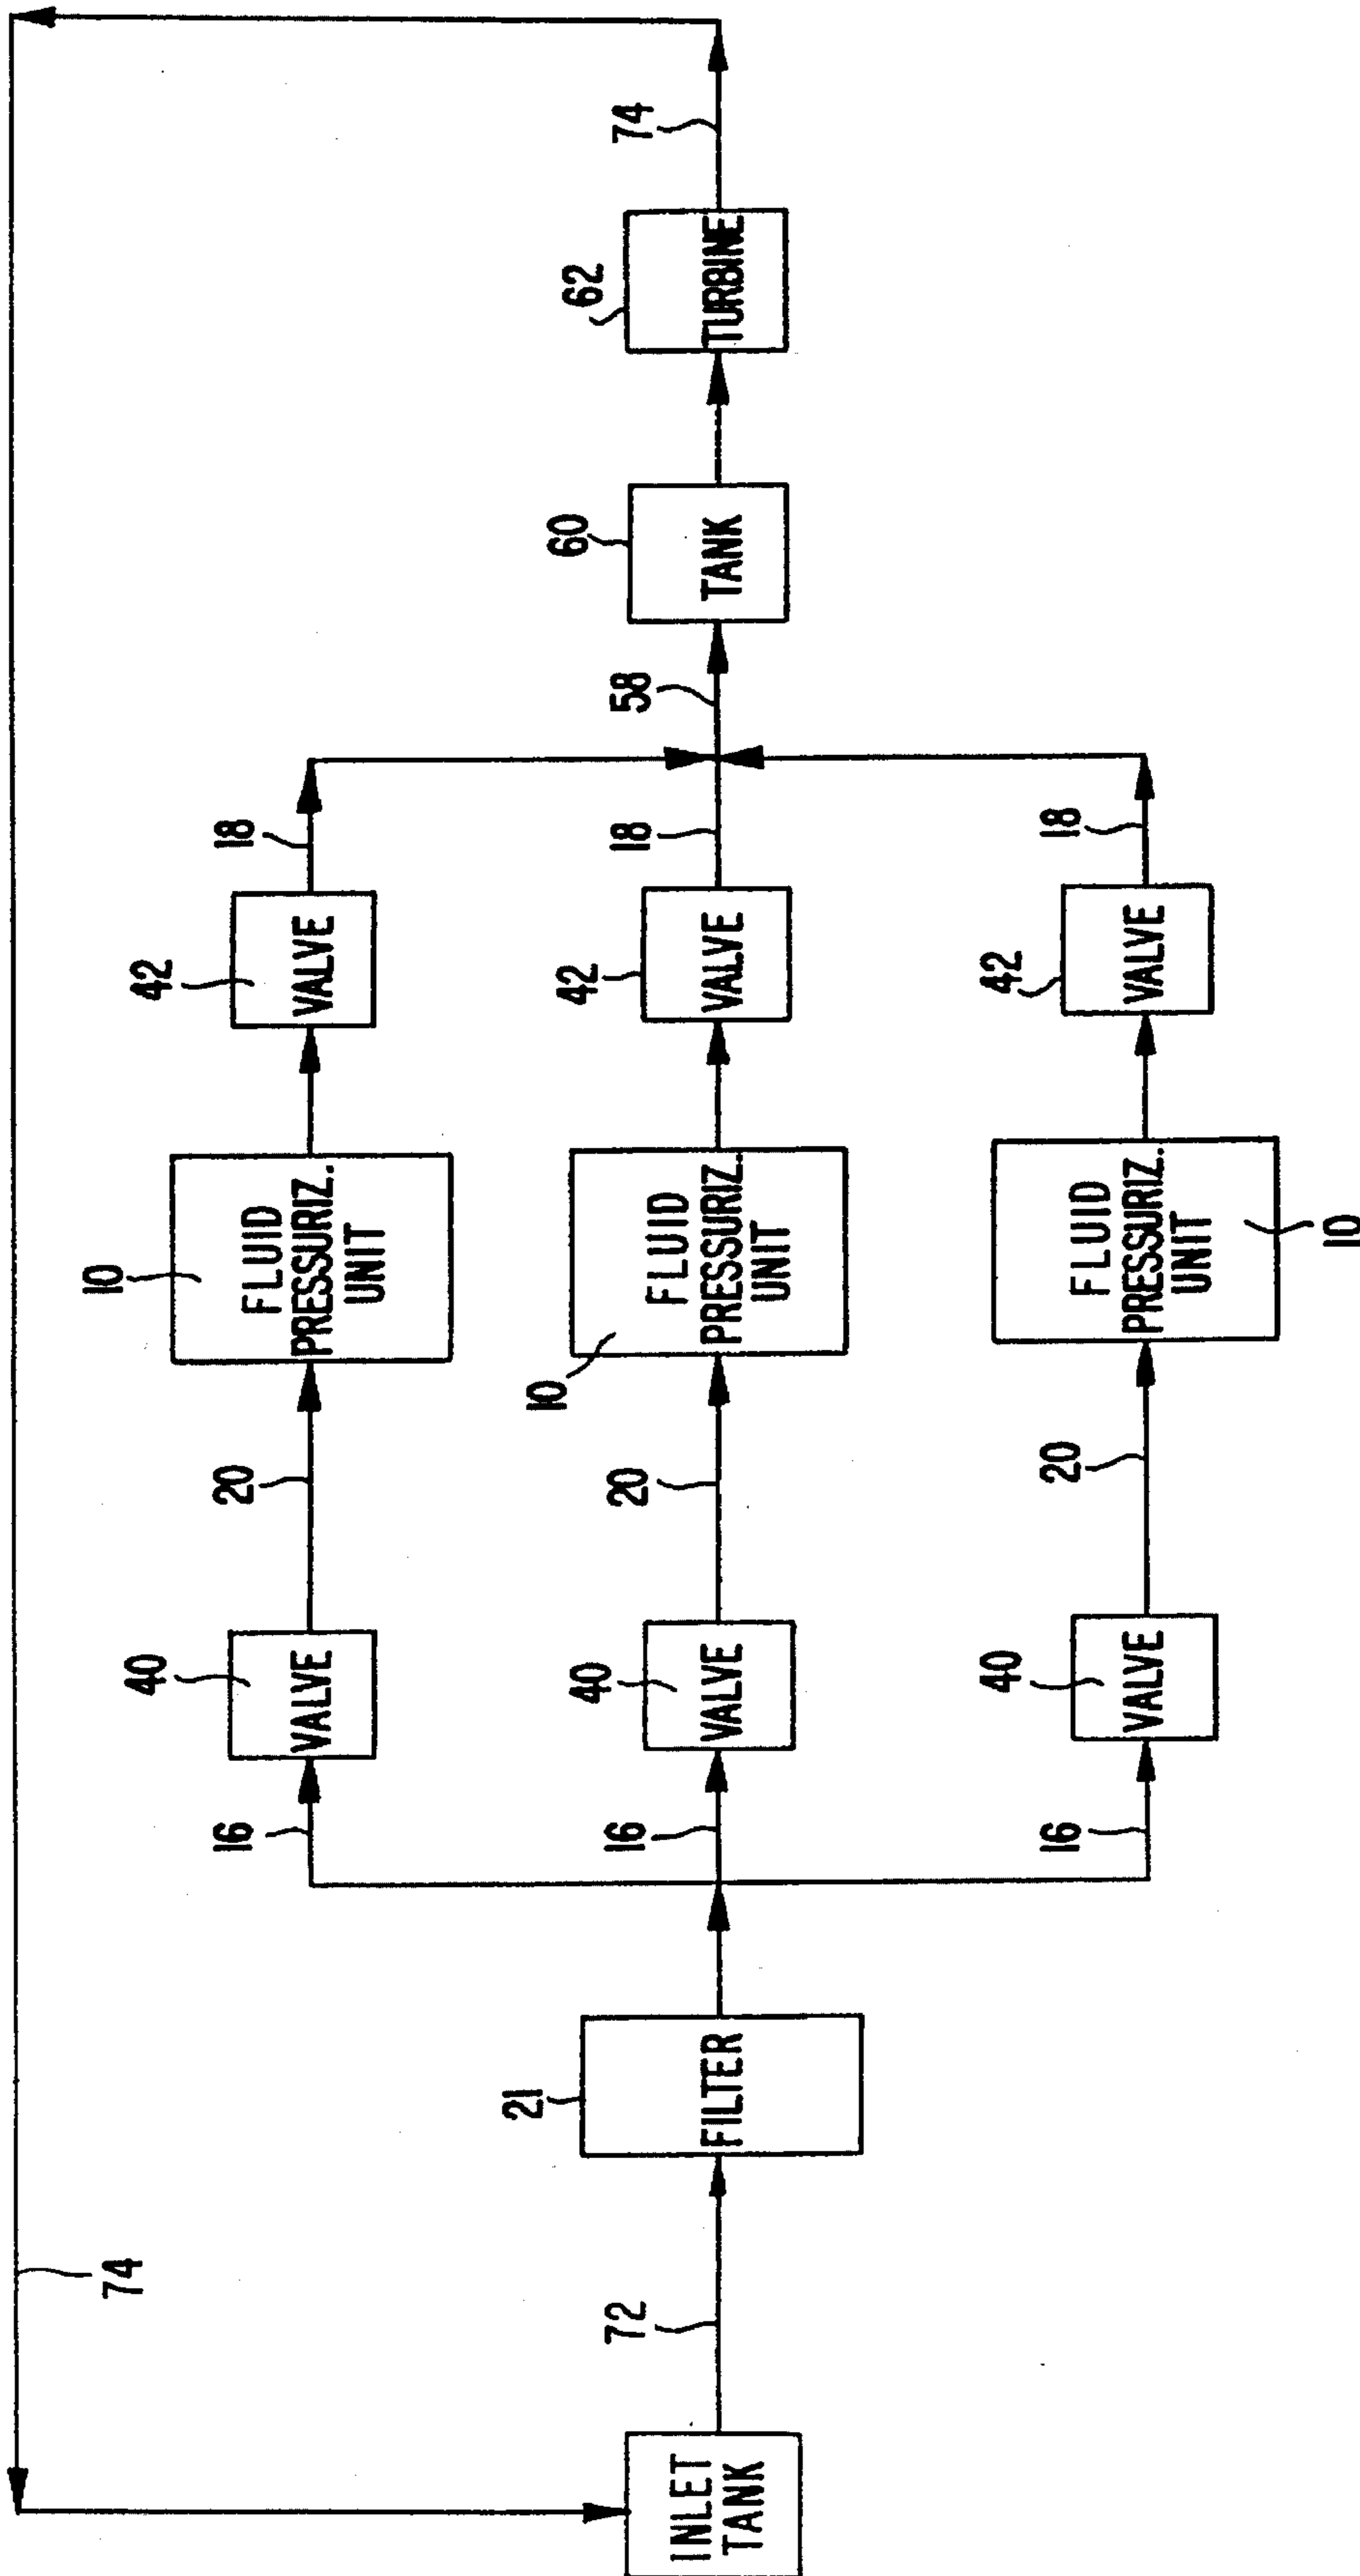 74
74
INLET
TANK
72
21
FILTER
16
40
VALVE
20
10
FLUID
PRESSURIZ.
UNIT
42
VALVE
18
16
40
VALVE
20
10
FLUID
PRESSURIZ.
UNIT
42
VALVE
18
16
40
VALVE
20
10
FLUID
PRESSURIZ.
UNIT
42
VALVE
18
58
60
TANK
62
TURBINE